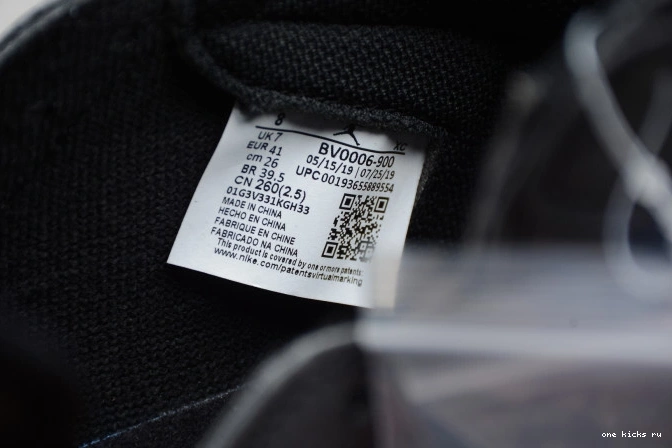 8 XC
UK 7
EUR 41
cm 26
BR 39.5
CN 260(2.5)
01G3V331KGH33
BV0006-900
05/15/19 07/25/19
UPC 00193655889554
MADE IN CHINA
HECHO EN CHINA
FABRIQUE EN CHINE
FABRICADO NA CHINA
This product is covered by one or more patents:
www.nike.com/patentsvirtualmarking
one kicks ru